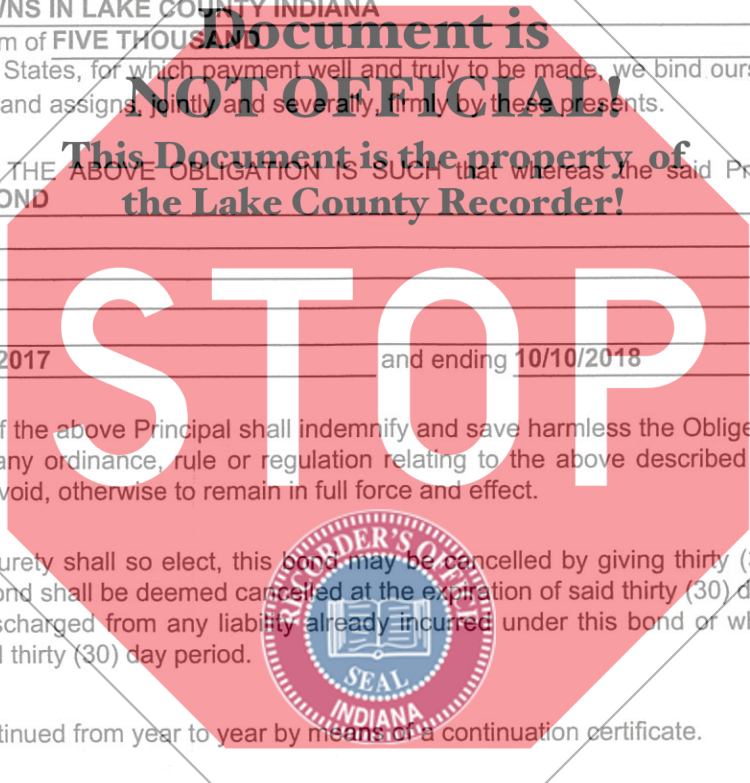 WNS IN LAKE COUNTY INDIANA
Document is
m of FIVE THOUSAND
States, for which payment well and truly to be made, we bind ours
NOT OFFICIAL!
and assigns, jointly and severally, firmly by these presents.
This Document is the property of
THE ABOVE OBLIGATION IS SUCH that whereas the said Pr
OND
the Lake County Recorder!
STOP
2017 and ending 10/10/2018
f the above Principal shall indemnify and save harmless the Oblige
any ordinance, rule or regulation relating to the above described
void, otherwise to remain in full force and effect.
urety shall so elect, this bond may be cancelled by giving thirty (
ond shall be deemed cancelled at the expiration of said thirty (30) d
scharged from any liability already incurred under this bond or wh
d thirty (30) day period.
RECORDER'S OFFICE
SEAL
INDIANA
tinued from year to year by means of a continuation certificate.